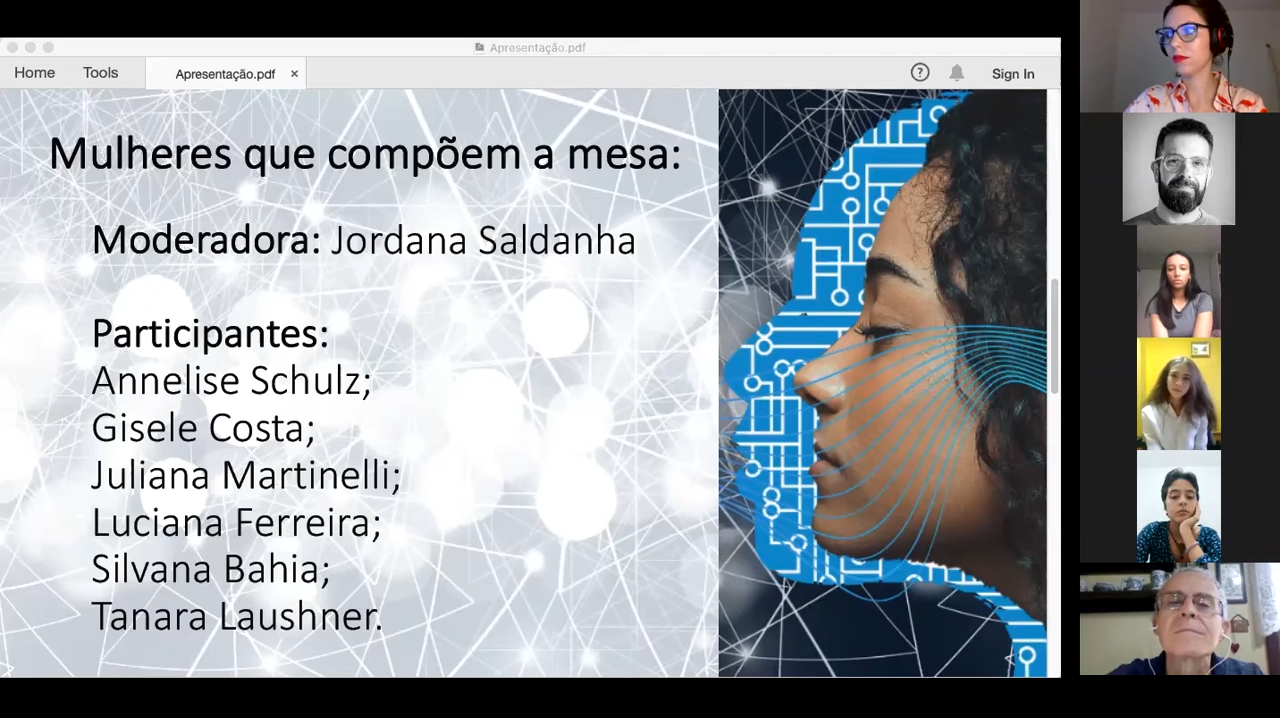 Apresentação.pdf
Home Tools Apresentação.pdf × ? Sign In
Mulheres que compõem a mesa:
Moderadora: Jordana Saldanha
Participantes:
Annelise Schulz;
Gisele Costa;
Juliana Martinelli;
Luciana Ferreira;
Silvana Bahia;
Tanara Laushner.